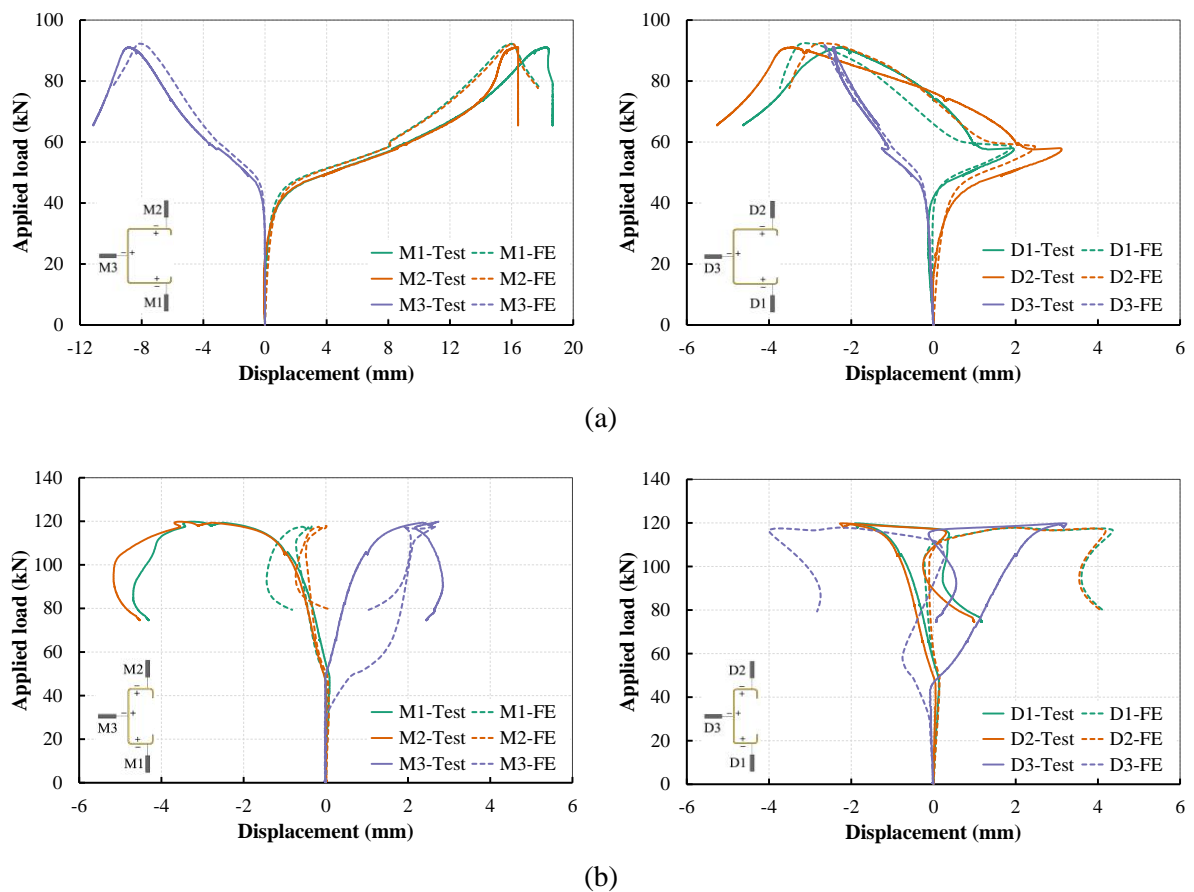 100
80
60
40
20
0
Applied load (kN)
-12 -8 -4 0 4 8 12 16 20
Displacement (mm)
M2
M3
M1
− +
− +
+ −
M1-Test M1-FE
M2-Test M2-FE
M3-Test M3-FE
100
80
60
40
20
0
Applied load (kN)
-6 -4 -2 0 2 4 6
Displacement (mm)
D2
D3
D1
− +
− +
+ −
D1-Test D1-FE
D2-Test D2-FE
D3-Test D3-FE
(a)
140
120
100
80
60
40
20
0
Applied load (kN)
-6 -4 -2 0 2 4 6
Displacement (mm)
M2
M3
M1
− +
− +
+ −
M1-Test M1-FE
M2-Test M2-FE
M3-Test M3-FE
140
120
100
80
60
40
20
0
Applied load (kN)
-6 -4 -2 0 2 4 6
Displacement (mm)
D2
D3
D1
− +
− +
+ −
D1-Test D1-FE
D2-Test D2-FE
D3-Test D3-FE
(b)